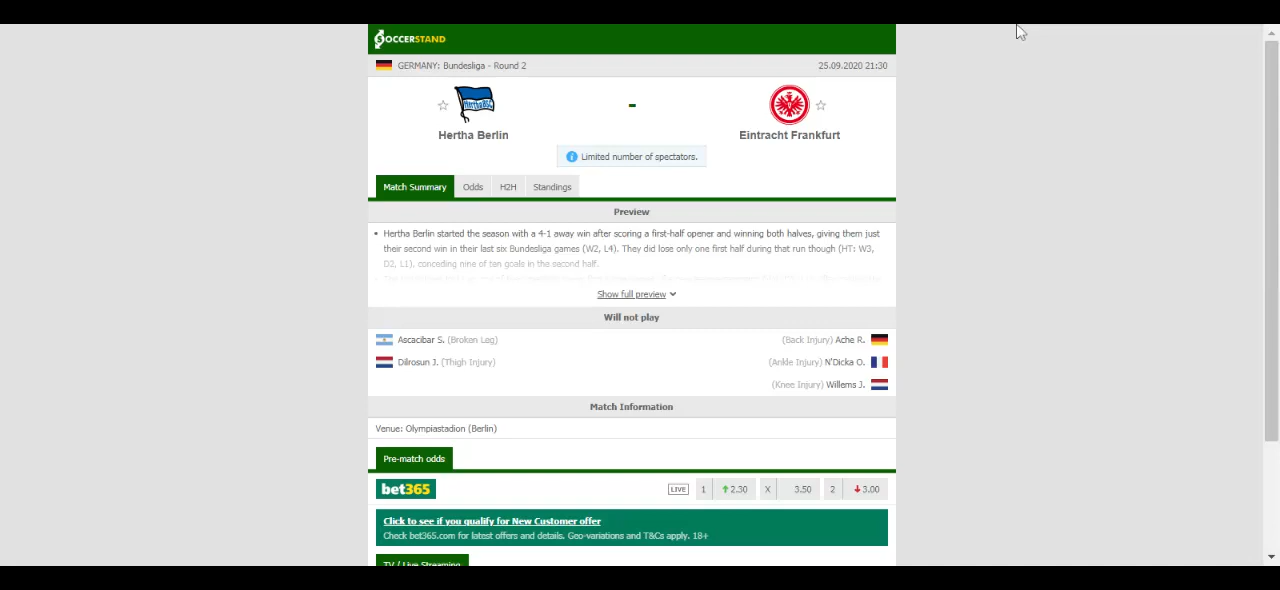 SOCCERSTAND
GERMANY: Bundesliga - Round 2
25.09.2020 21:30
HerthaBSC
-
Hertha Berlin
Eintracht Frankfurt
Limited number of spectators.
Match Summary Odds H2H Standings
Preview
• Hertha Berlin started the season with a 4-1 away win after scoring a first-half opener and winning both halves, giving them just
their second win in their last six Bundesliga games (W2, L4). They did lose only one first half during that run though (HT: W3,
D2, L1), conceding nine of ten goals in the second half.
Show full preview
Will not play
Ascacibar S. (Broken Leg)
(Back Injury) Ache R.
Dilrosun J. (Thigh Injury)
(Ankle Injury) N'Dicka O.
(Knee Injury) Willems J.
Match Information
Venue: Olympiastadion (Berlin)
Pre-match odds
bet365 LIVE 1 2.30 X 3.50 2 3.00
Click to see if you qualify for New Customer offer
Check bet365.com for latest offers and details. Geo-variations and T&Cs apply. 18+
TV / Live Streaming